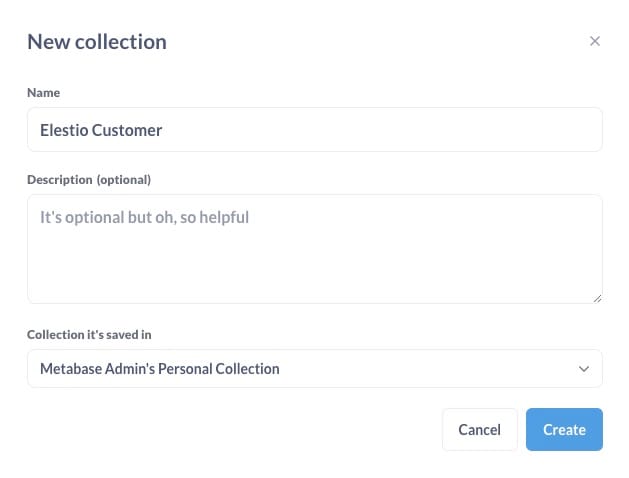 New collection
Name
Elestio Customer
Description (optional)
It's optional but oh, so helpful
Collection it's saved in
Metabase Admin's Personal Collection
Cancel
Create